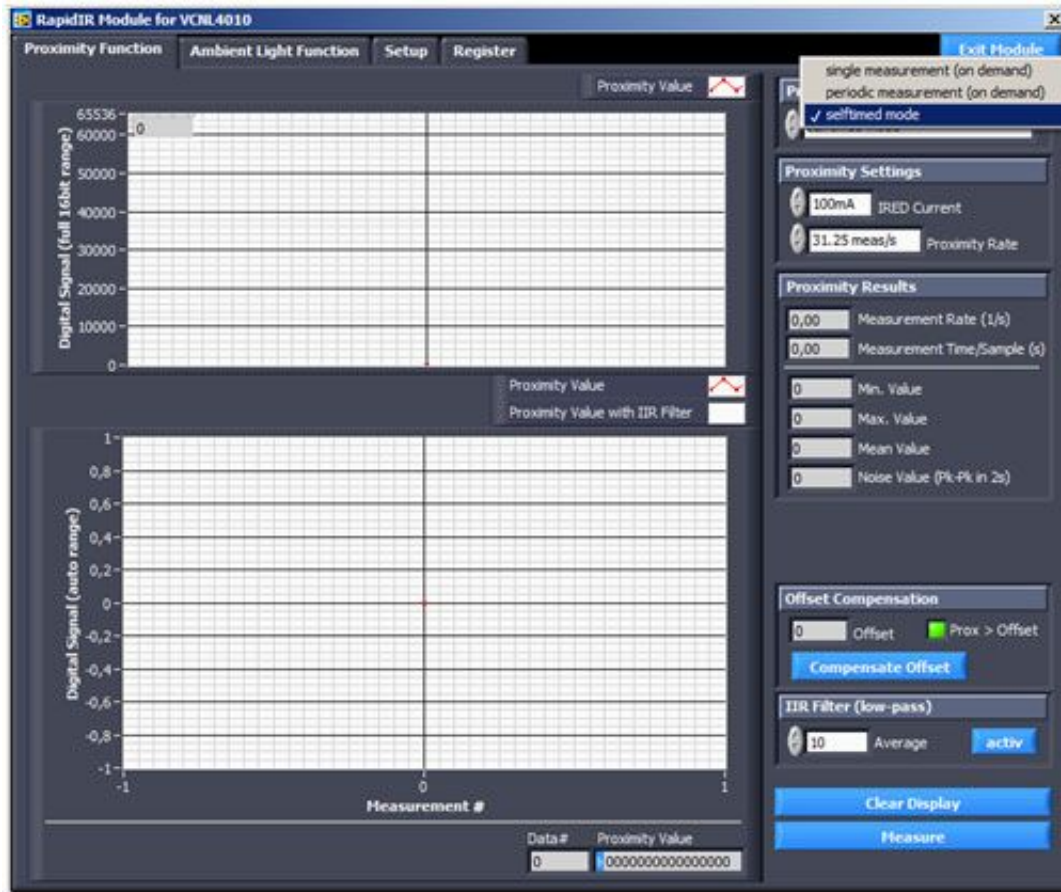 RapidIR Module for VCNL4010
Proximity Function Ambient Light Function Setup Register
Exit Module
single measurement (on demand)
periodic measurement (on demand)
selftimed mode
Proximity Value
65536
60000
50000
40000
30000
20000
10000
0
0
Digital Signal (full 16bit range)
Proximity Settings
100mA IRED Current
31.25 meas/s Proximity Rate
Proximity Results
0,00 Measurement Rate (1/s)
0,00 Measurement Time/Sample (s)
0 Min. Value
0 Max. Value
0 Mean Value
0 Noise Value (Pk-Pk in 2s)
Proximity Value
Proximity Value with IIR Filter
1
0,8
0,6
0,4
0,2
0
-0,2
-0,4
-0,6
-0,8
-1
Digital Signal (auto range)
-1 0 1
Measurement #
Offset Compensation
0 Offset Prox > Offset
Compensate Offset
IIR Filter (low-pass)
10 Average activ
Clear Display
Measure
Data# Proximity Value
0 0000000000000000